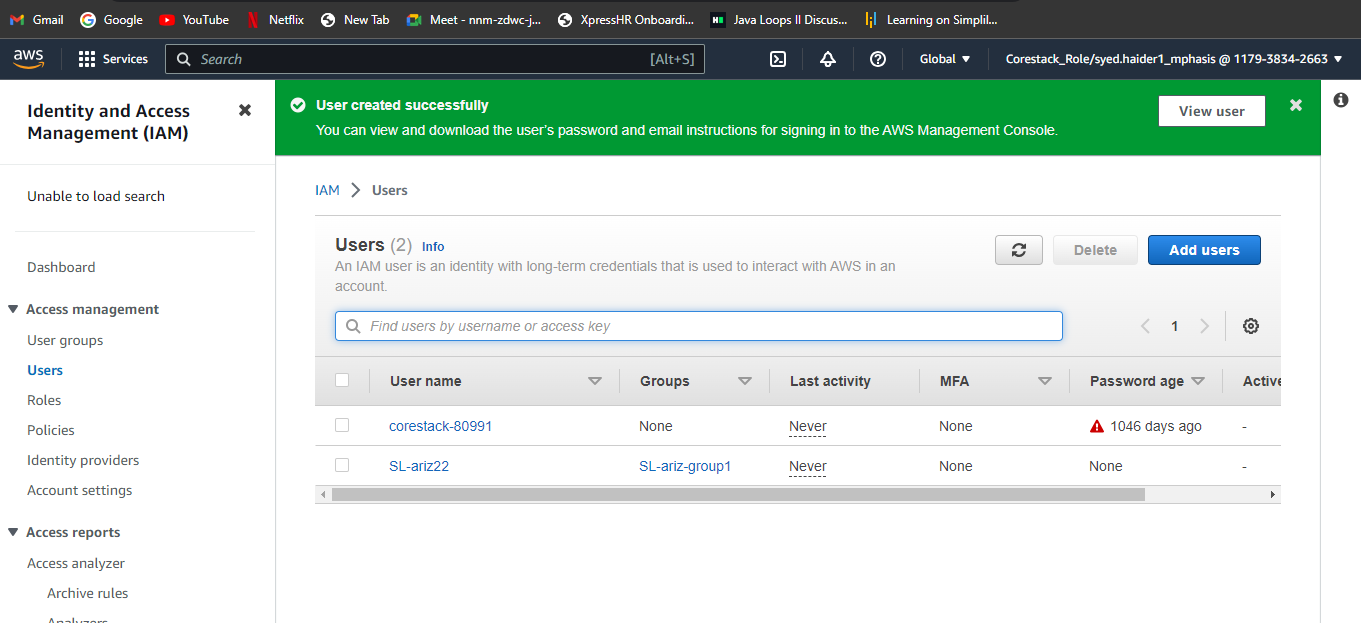 Gmail Google YouTube Netflix New Tab Meet - nnm-zdwc-j... XpressHR Onboardi... Java Loops II Discus... Learning on Simplil...
aws Services Search [Alt+S] Global Corestack_Role/syed.haider1_mphasis @ 1179-3834-2663
Identity and Access
Management (IAM)
Unable to load search
Dashboard
Access management
User groups
Users
Roles
Policies
Identity providers
Account settings
Access reports
Access analyzer
Archive rules
Analyzers
User created successfully
You can view and download the user's password and email instructions for signing in to the AWS Management Console.
View user
IAM Users
Users (2) Info
An IAM user is an identity with long-term credentials that is used to interact with AWS in an
account.
Delete Add users
Find users by username or access key
1
User name Groups Last activity MFA Password age Active
corestack-80991 None Never None 1046 days ago -
SL-ariz22 SL-ariz-group1 Never None None -